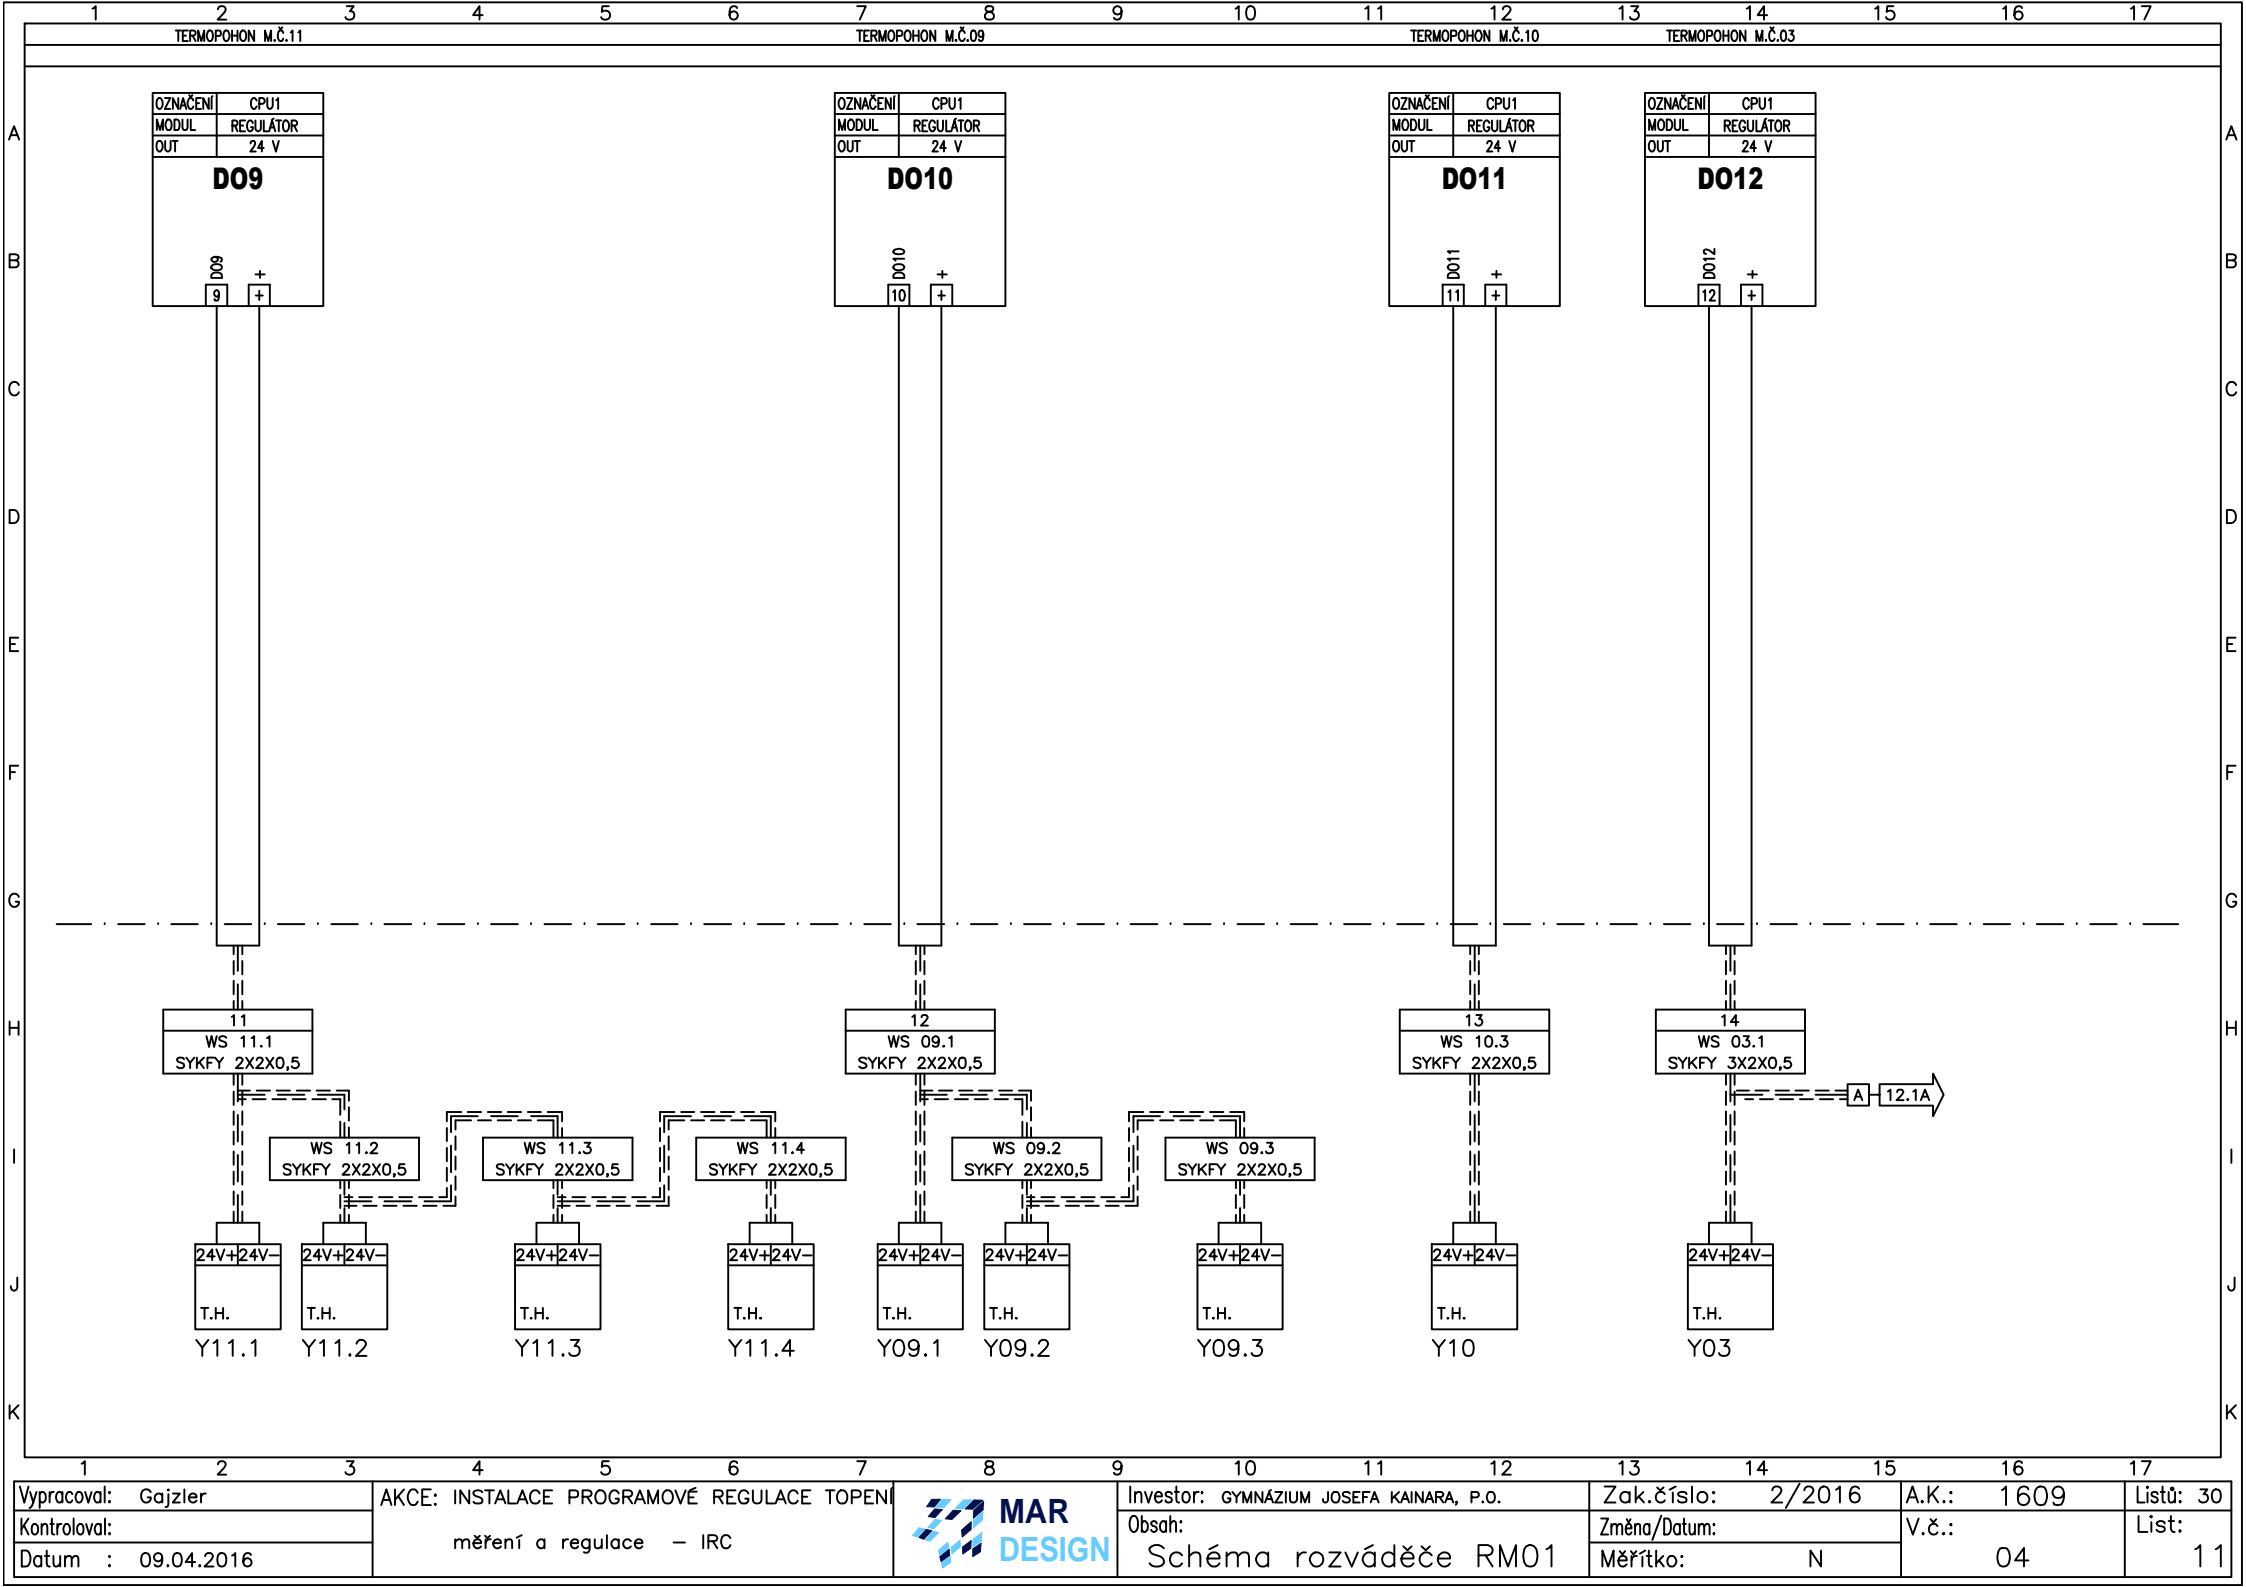 1 2 3 4 5 6 7 8 9 10 11 12 13 14 15 16 17
TERMOPOHON M.Č.11 TERMOPOHON M.Č.09 TERMOPOHON M.Č.10 TERMOPOHON M.Č.03
OZNAČENÍ CPU1 OZNAČENÍ CPU1 OZNAČENÍ CPU1 OZNAČENÍ CPU1
A MODUL REGULÁTOR MODUL REGULÁTOR MODUL REGULÁTOR MODUL REGULÁTOR A
OUT 24 V OUT 24 V OUT 24 V OUT 24 V
DO9 DO10 DO11 DO12
B DO9 + DO10 + DO11 + DO12 + B
9 + 10 + 11 + 12 +
C C
D D
E E
F F
G G
11 12 13 14
H H
WS 11.1 WS 09.1 WS 10.3 WS 03.1
SYKFY 2X2X0,5 SYKFY 2X2X0,5 SYKFY 2X2X0,5 SYKFY 3X2X0,5
A 12.1A
WS 11.2 WS 11.3 WS 11.4 WS 09.2 WS 09.3
I I
SYKFY 2X2X0,5 SYKFY 2X2X0,5 SYKFY 2X2X0,5 SYKFY 2X2X0,5 SYKFY 2X2X0,5
24V+ 24V- 24V+ 24V- 24V+ 24V- 24V+ 24V- 24V+ 24V- 24V+ 24V- 24V+ 24V- 24V+ 24V- 24V+ 24V-
J J
T.H. T.H. T.H. T.H. T.H. T.H. T.H. T.H. T.H.
Y11.1 Y11.2 Y11.3 Y11.4 Y09.1 Y09.2 Y09.3 Y10 Y03
K K
1 2 3 4 5 6 7 8 9 10 11 12 13 14 15 16 17
Vypracoval: Gajzler
Kontroloval:
Datum : 09.04.2016
AKCE: INSTALACE PROGRAMOVÉ REGULACE TOPENÍ
měření a regulace – IRC
MAR
DESIGN
Investor: GYMNÁZIUM JOSEFA KAINARA, P.O.
Obsah:
Schéma rozváděče RM01
Zak.číslo: 2/2016
Změna/Datum:
Měřítko: N
A.K.: 1609
V.č.:
04
Listů: 30
List:
11